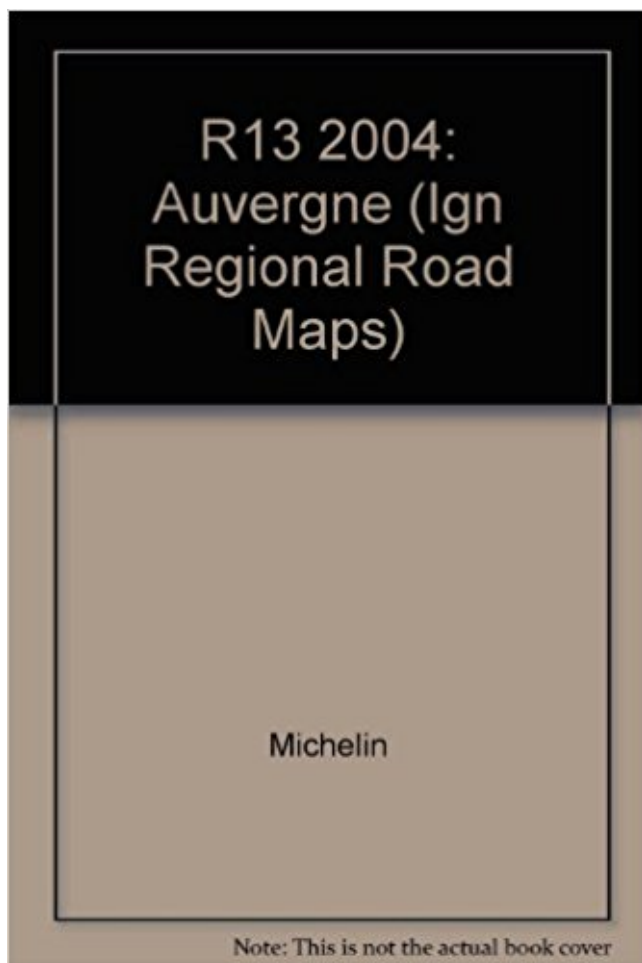 R13 2004:
Auvergne (Ign
Regional Road
Maps)
Michelin
Note: This is not the actual book cover